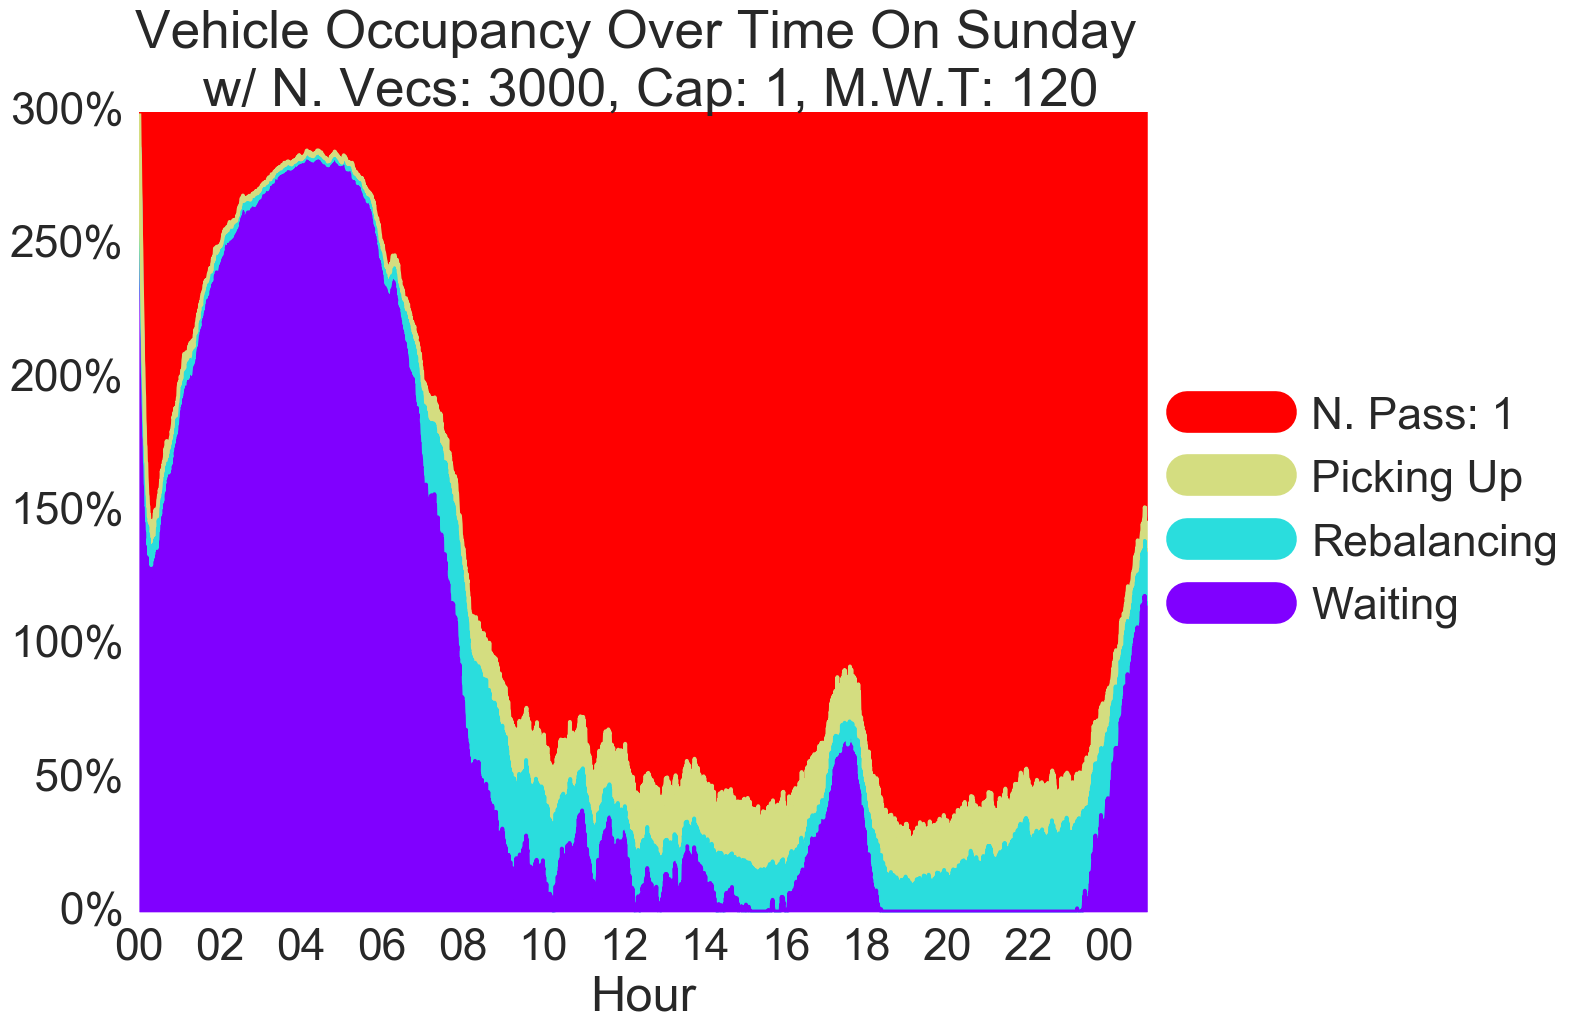 Vehicle Occupancy Over Time On Sunday
w/ N. Vecs: 3000, Cap: 1, M.W.T: 120
300%
250%
200%
150%
100%
50%
0%
00 02 04 06 08 10 12 14 16 18 20 22 00
Hour
N. Pass: 1
Picking Up
Rebalancing
Waiting